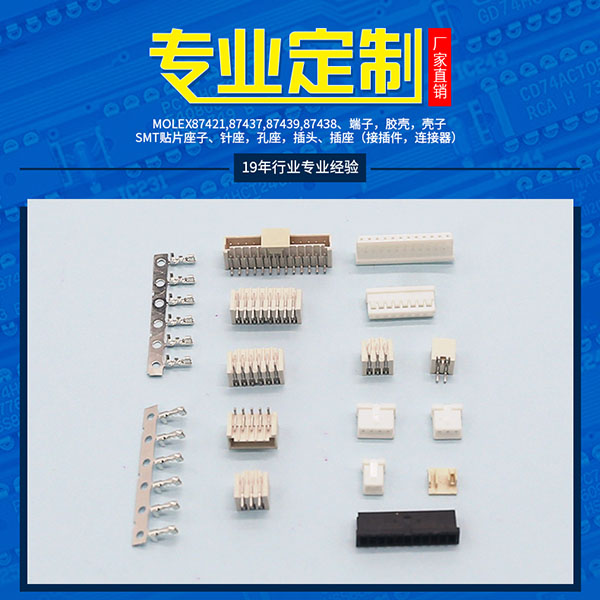 专业定制
厂家直销
MOLEX87421,87437,87439,87438、端子，胶壳，壳子
SMT贴片座子、针座，孔座，插头、插座（接插件，连接器）
19年行业专业经验